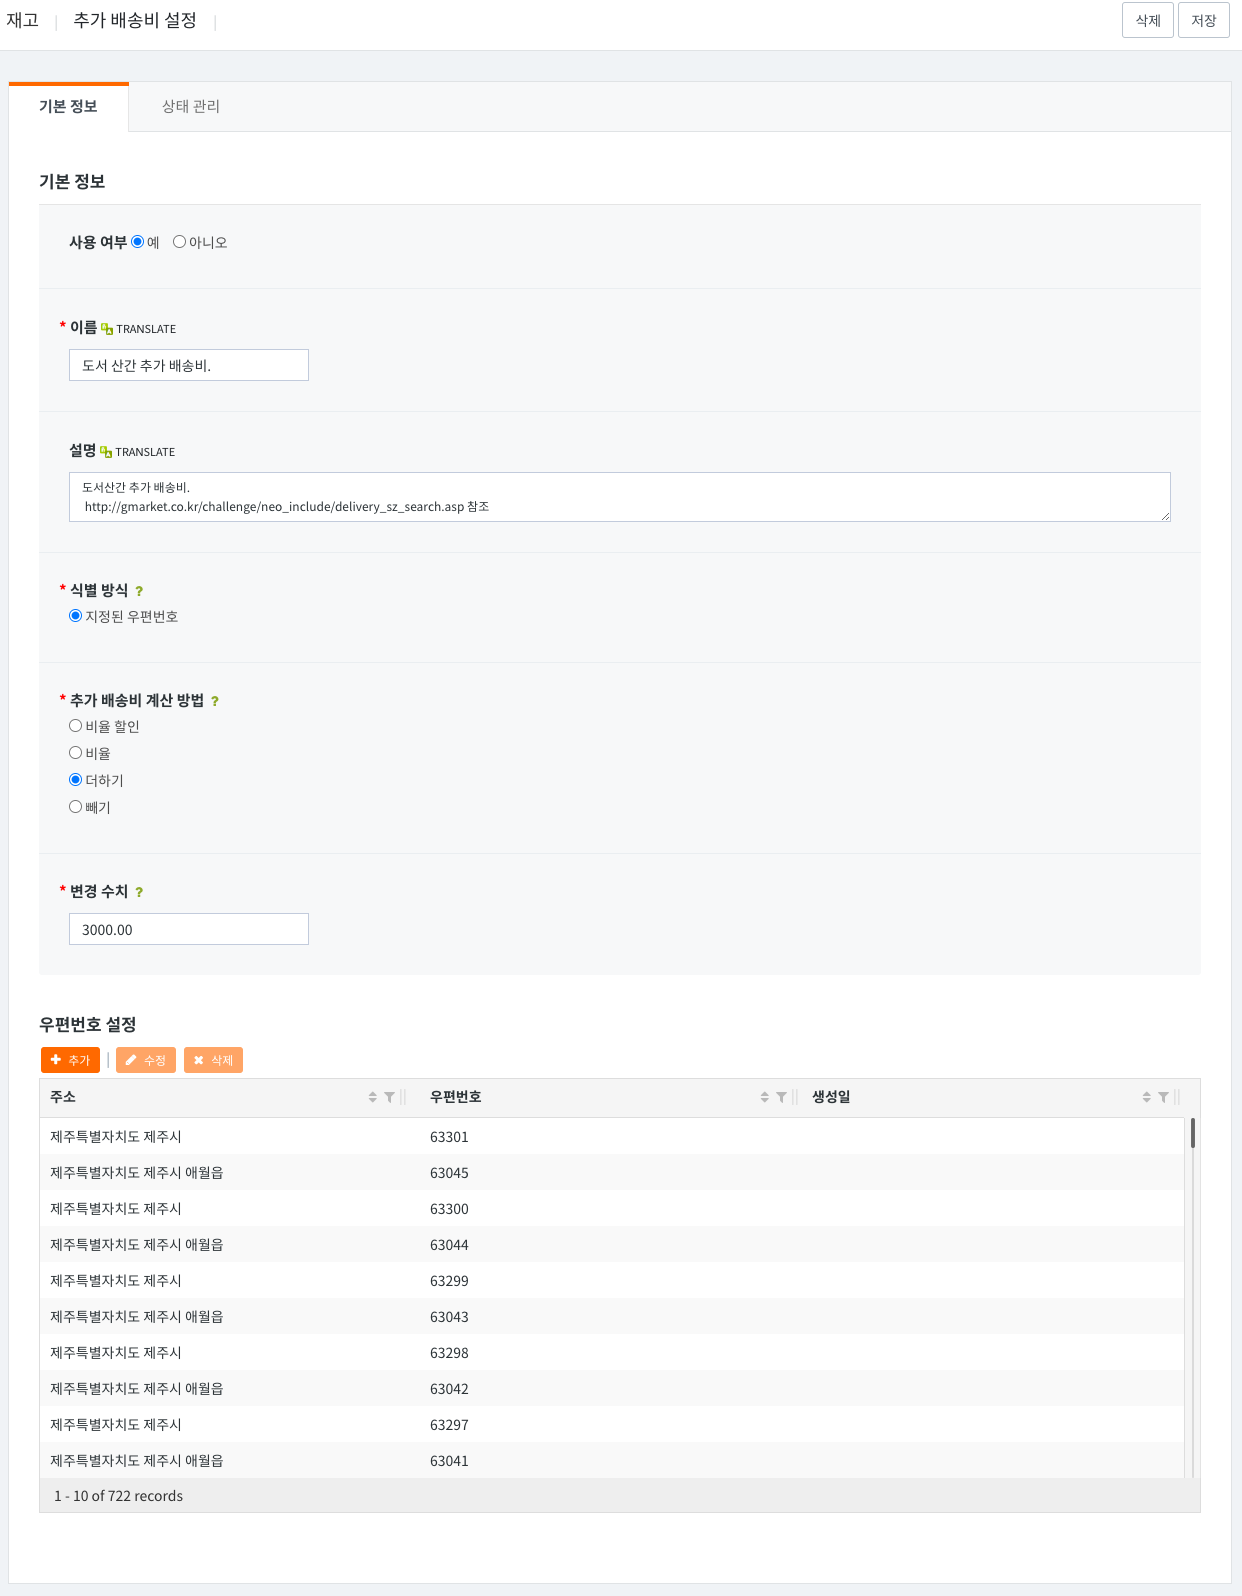 재고 | 추가 배송비 설정 |
삭제 저장
기본 정보 상태 관리
기본 정보
사용 여부 예 아니오
* 이름 TRANSLATE
도서 산간 추가 배송비.
설명 TRANSLATE
도서산간 추가 배송비.
http://gmarket.co.kr/challenge/neo_include/delivery_sz_search.asp 참조
* 식별 방식 ?
지정된 우편번호
* 추가 배송비 계산 방법 ?
비율 할인
비율
더하기
빼기
* 변경 수치 ?
3000.00
우편번호 설정
추가 | 수정 삭제
주소 우편번호 생성일
제주특별자치도 제주시 63301
제주특별자치도 제주시 애월읍 63045
제주특별자치도 제주시 63300
제주특별자치도 제주시 애월읍 63044
제주특별자치도 제주시 63299
제주특별자치도 제주시 애월읍 63043
제주특별자치도 제주시 63298
제주특별자치도 제주시 애월읍 63042
제주특별자치도 제주시 63297
제주특별자치도 제주시 애월읍 63041
1 - 10 of 722 records